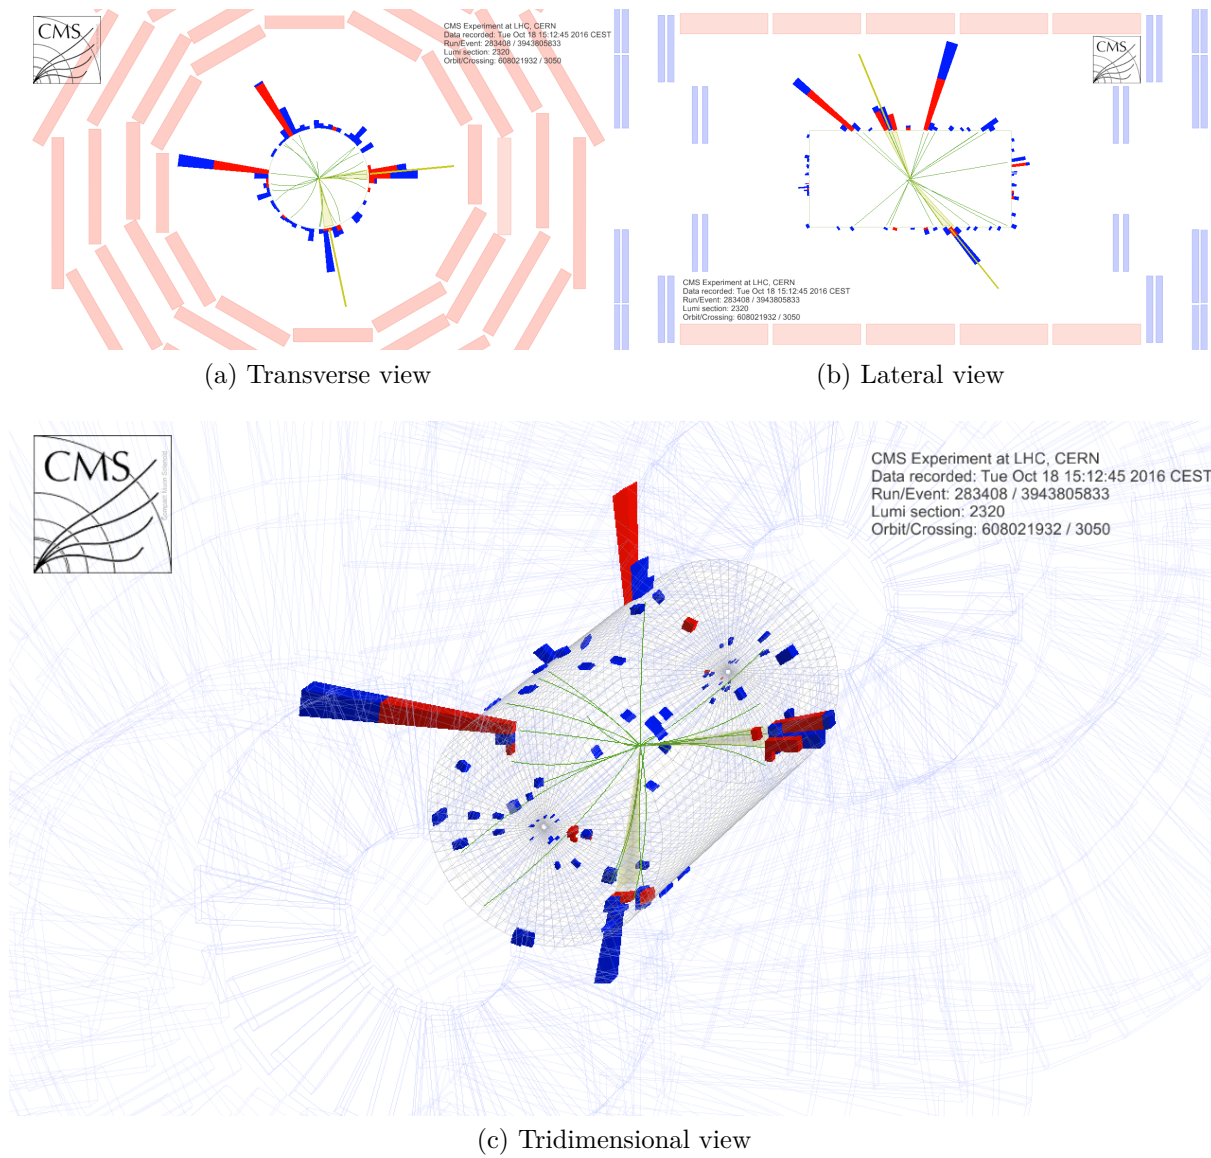 CMS
CMS Experiment at LHC, CERN
Data recorded: Tue Oct 18 15:12:45 2016 CEST
Run/Event: 283408 / 3943805833
Lumi section: 2320
Orbit/Crossing: 608021932 / 3050
CMS
CMS Experiment at LHC, CERN
Data recorded: Tue Oct 18 15:12:45 2016 CEST
Run/Event: 283408 / 3943805833
Lumi section: 2320
Orbit/Crossing: 608021932 / 3050
(a) Transverse view
(b) Lateral view
CMS
Compact Muon Solenoid
CMS Experiment at LHC, CERN
Data recorded: Tue Oct 18 15:12:45 2016 CEST
Run/Event: 283408 / 3943805833
Lumi section: 2320
Orbit/Crossing: 608021932 / 3050
(c) Tridimensional view